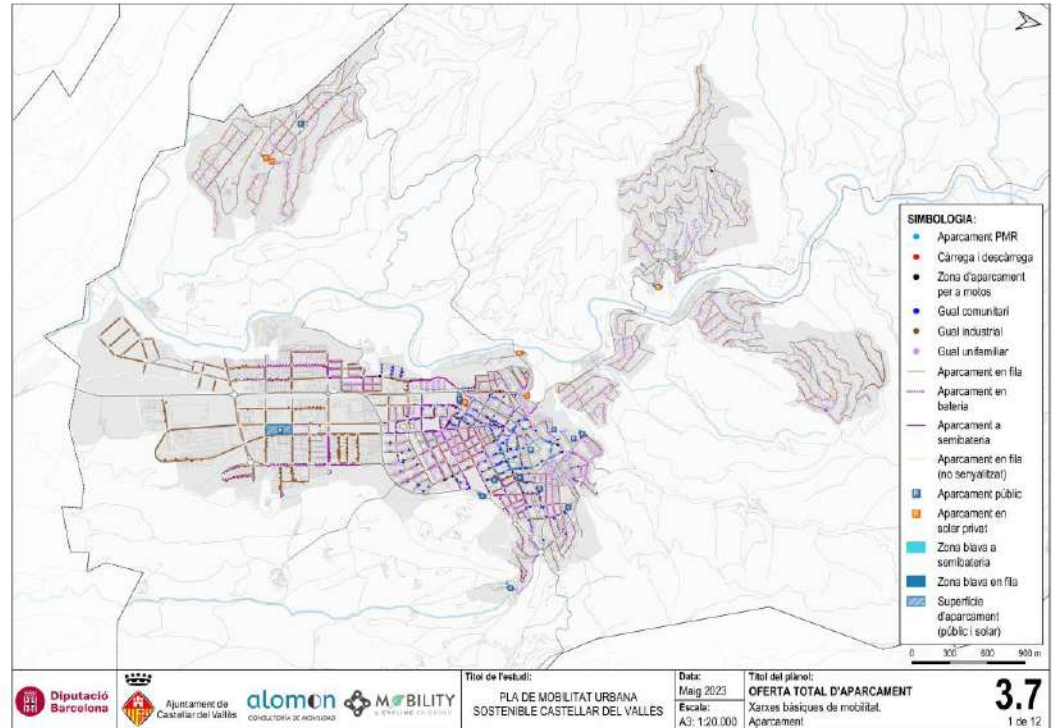 SIMBOLOGIA:
Aparcament PMR
Càrrega i descàrrega
Zona d'aparcament
per a motos
Gual comunitari
Gual industrial
Gual unifamiliar
Aparcament en fila
Aparcament en
bateria
Aparcament a
semibateria
Aparcament en fila
(no senyalitzat)
Aparcament públic
Aparcament en
solar privat
Zona blava a
semibateria
Zona blava en fila
Superfície
d'aparcament
(públic i solar)
0 300 600 900 m
Diputació
Barcelona
Ajuntament de
Castellar del Vallès
alomon
CONSULTORÍA DE MOVILIDAD
MOBILITY
Títol de l'estudi:
PLA DE MOBILITAT URBANA
SOSTENIBLE CASTELLAR DEL VALLÈS
Data:
Maig 2023
Escala:
A3: 1:20.000
Títol del plànol:
OFERTA TOTAL D'APARCAMENT
Xarxes bàsiques de mobilitat.
Aparcament
3.7
1 de 12